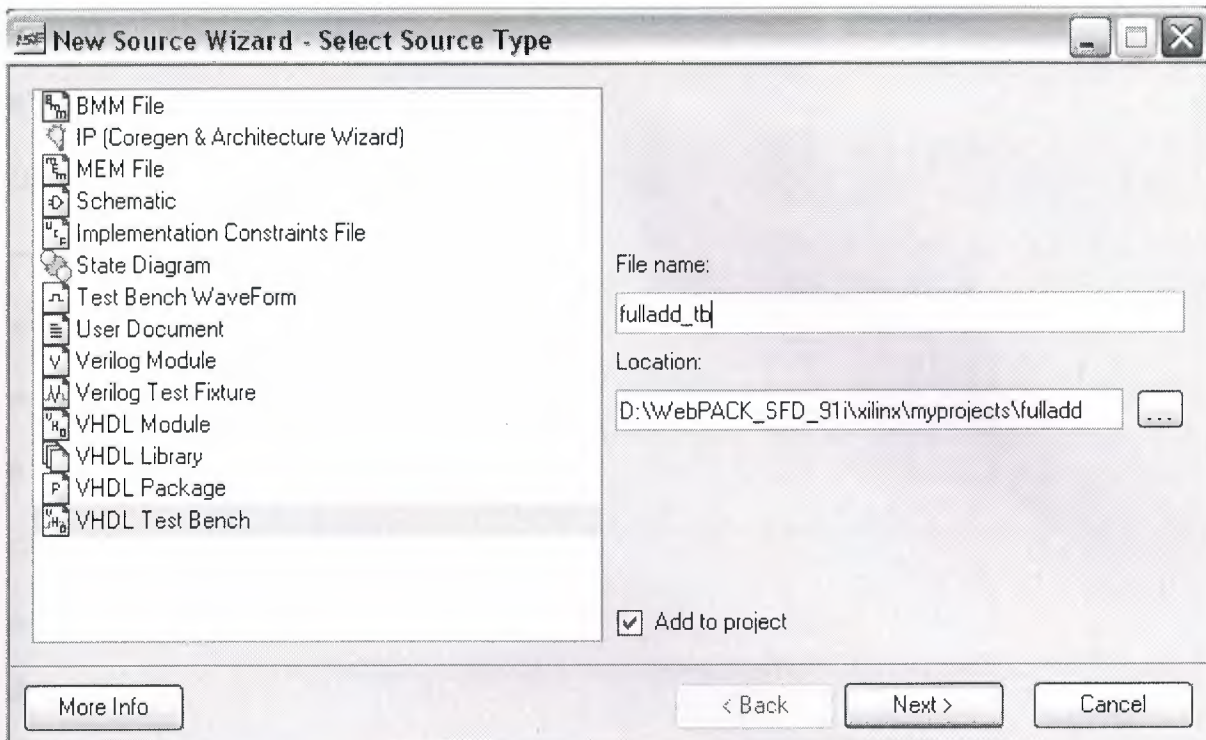 ISE New Source Wizard - Select Source Type
BMM File
IP (Coregen & Architecture Wizard)
MEM File
Schematic
Implementation Constraints File
State Diagram
Test Bench WaveForm
User Document
Verilog Module
Verilog Test Fixture
VHDL Module
VHDL Library
VHDL Package
VHDL Test Bench
File name:
fulladd_tb
Location:
D:\WebPACK_SFD_91i\xilinx\myprojects\fulladd
...
Add to project
More Info
< Back
Next >
Cancel